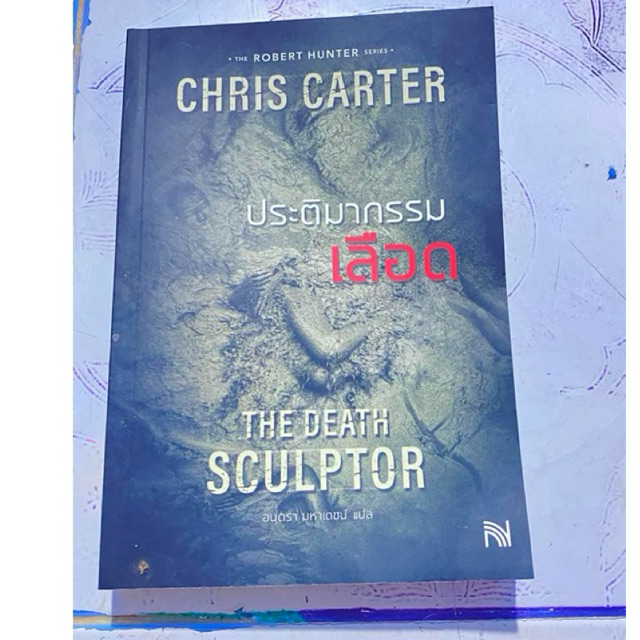 • THE ROBERT HUNTER SERIES •
CHRIS CARTER
ประติมากรรม
เลือด
THE DEATH
SCULPTOR
อนุตรา มหาเดชน์ แปล